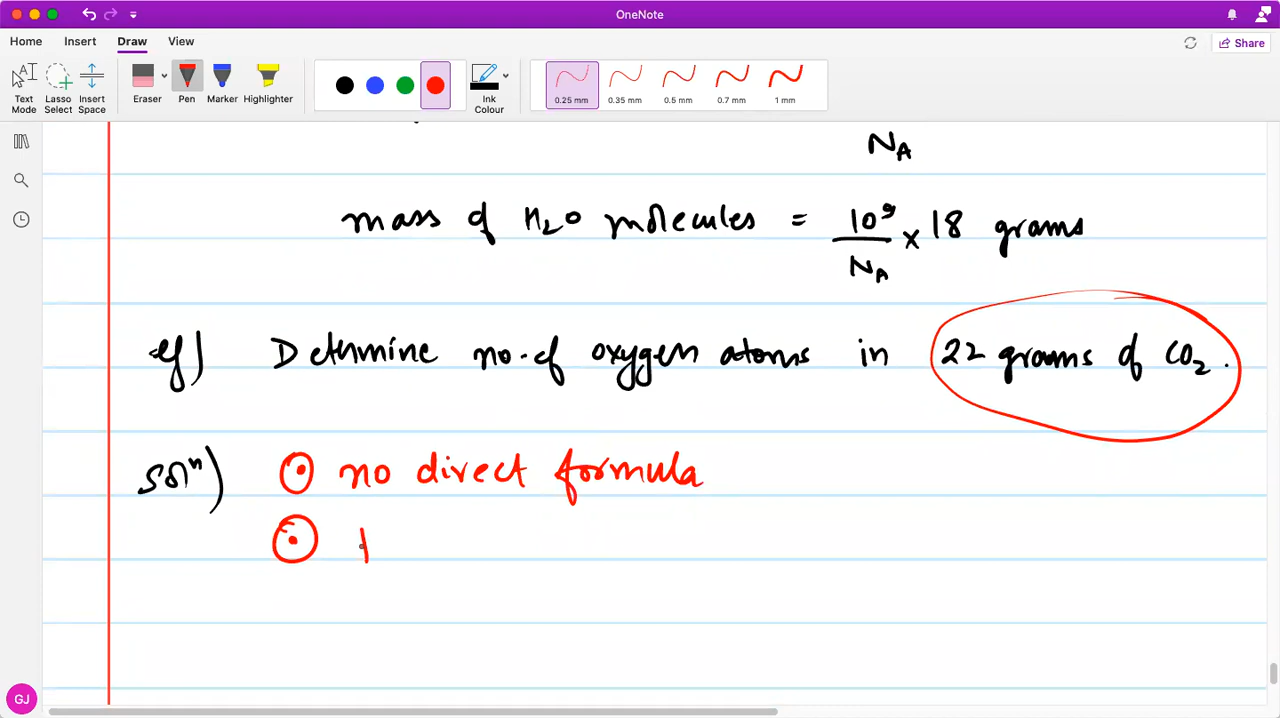 OneNote
Home Insert Draw View
Share
Text Mode
Lasso Select
Insert Space
Eraser
Pen
Marker
Highlighter
Ink Colour
0.25 mm 0.35 mm 0.5 mm 0.7 mm 1 mm
NA
mass of H2O molecules = 10⁹/NA × 18 grams
eg) Determine no. of oxygen atoms in 22 grams of CO2.
solⁿ) ⊙ no direct formula
⊙ 1
GJ